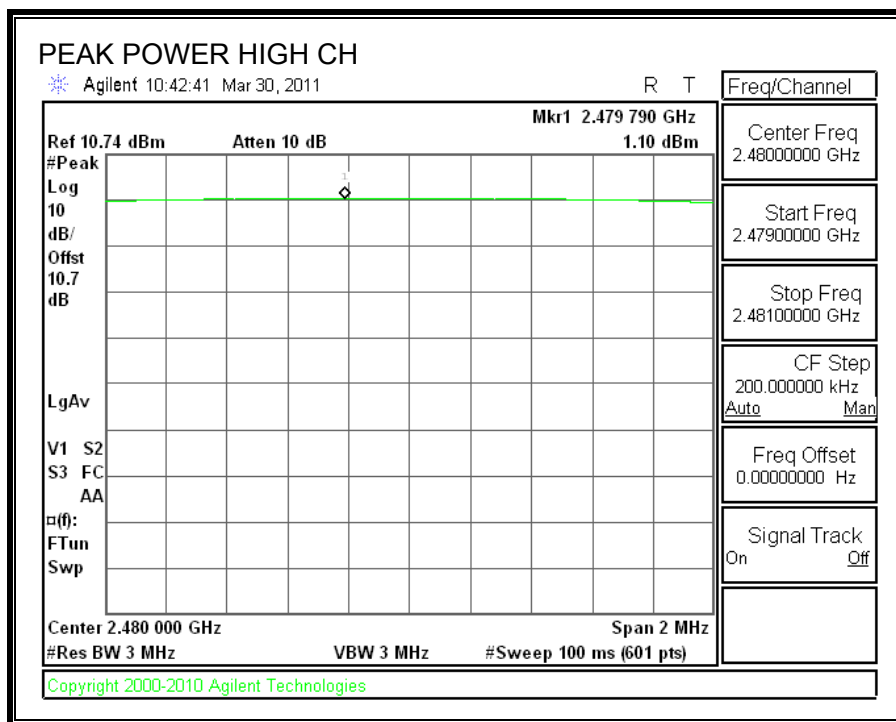 PEAK POWER HIGH CH
Agilent 10:42:41 Mar 30, 2011 R T
Freq/Channel
Mkr1 2.479 790 GHz
Ref 10.74 dBm Atten 10 dB 1.10 dBm
#Peak
Log
10
dB/
Offst
10.7
dB
1
LgAv
V1 S2
S3 FC
AA
¤(f):
FTun
Swp
Center 2.480 000 GHz Span 2 MHz
#Res BW 3 MHz VBW 3 MHz #Sweep 100 ms (601 pts)
Center Freq
2.48000000 GHz
Start Freq
2.47900000 GHz
Stop Freq
2.48100000 GHz
CF Step
200.000000 kHz
Auto Man
Freq Offset
0.00000000 Hz
Signal Track
On Off
Copyright 2000-2010 Agilent Technologies